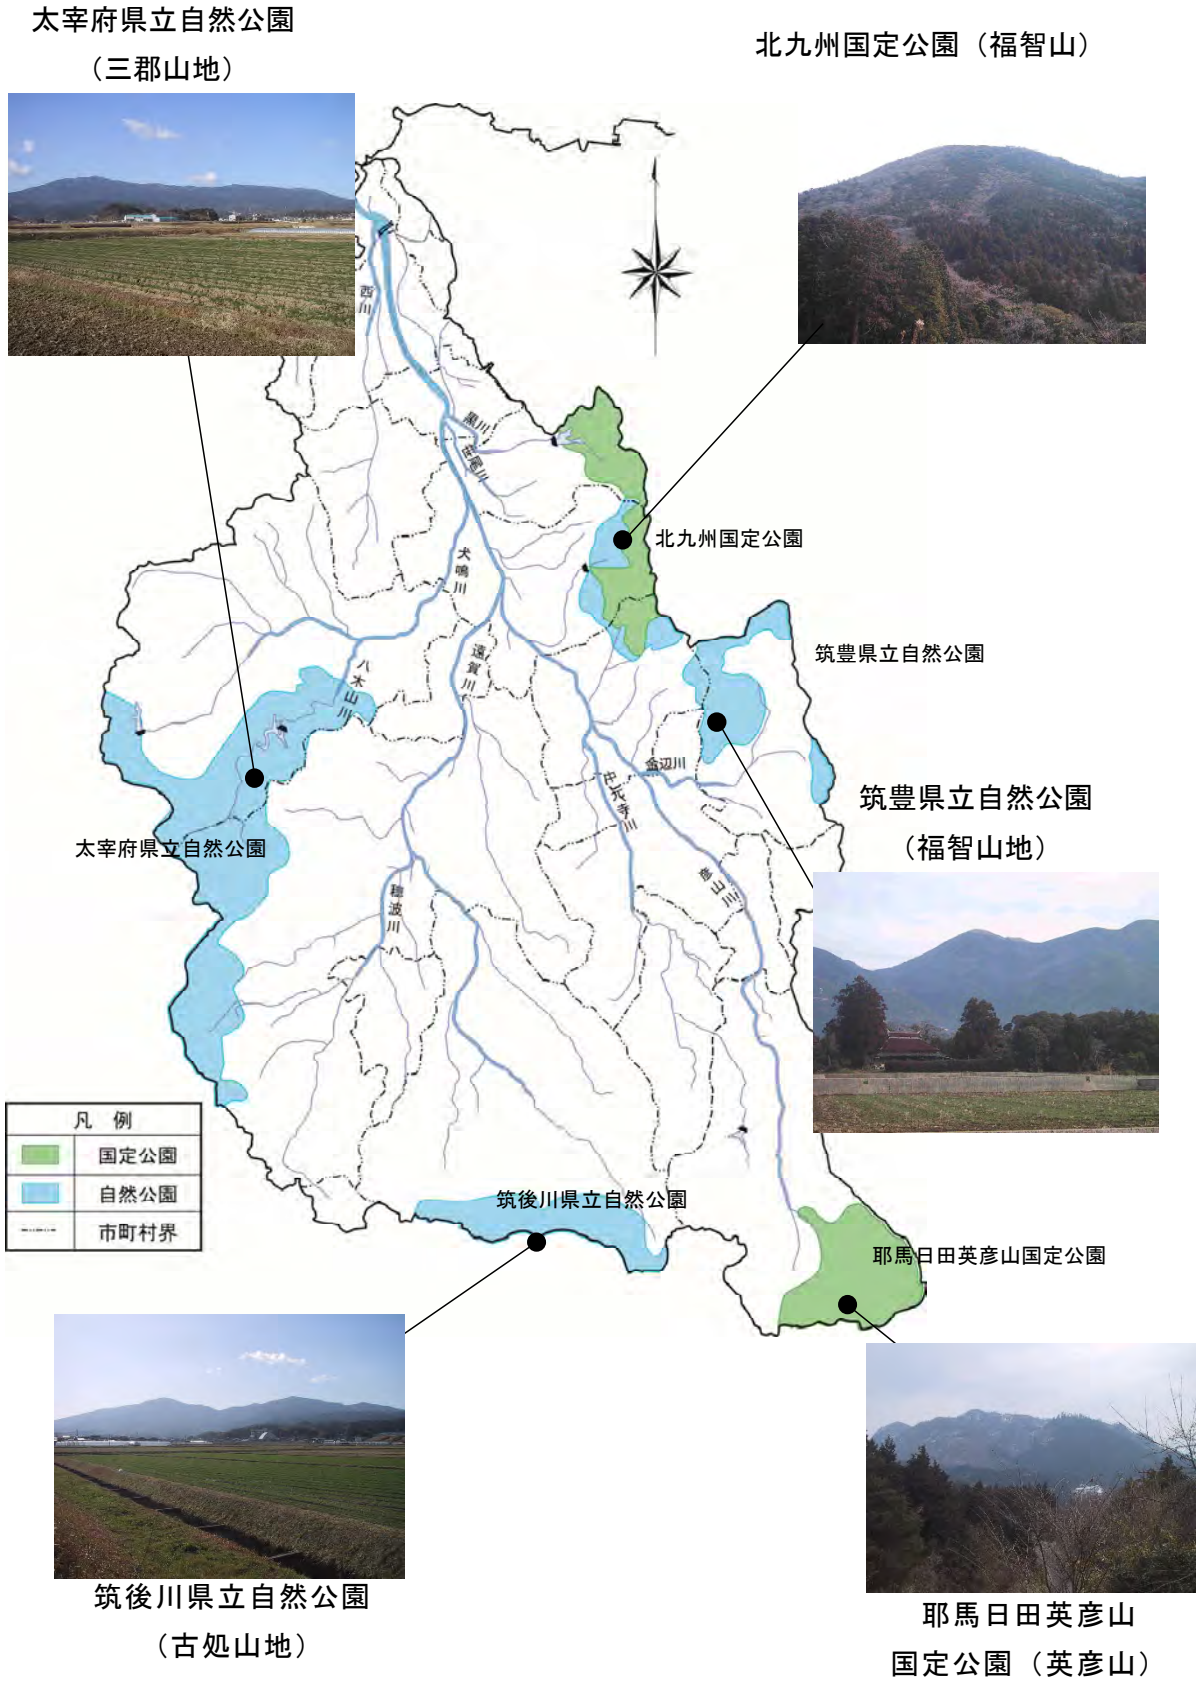 太宰府県立自然公園
（三郡山地）
北九州国定公園（福智山）
西川
黒川
笹尾川
北九州国定公園
犬鳴川
遠賀川
筑豊県立自然公園
八木山川
金辺川
中元寺川
筑豊県立自然公園
（福智山地）
太宰府県立自然公園
彦山川
穂波川
凡例
国定公園
自然公園
市町村界
筑後川県立自然公園
耶馬日田英彦山国定公園
筑後川県立自然公園
（古処山地）
耶馬日田英彦山
国定公園（英彦山）